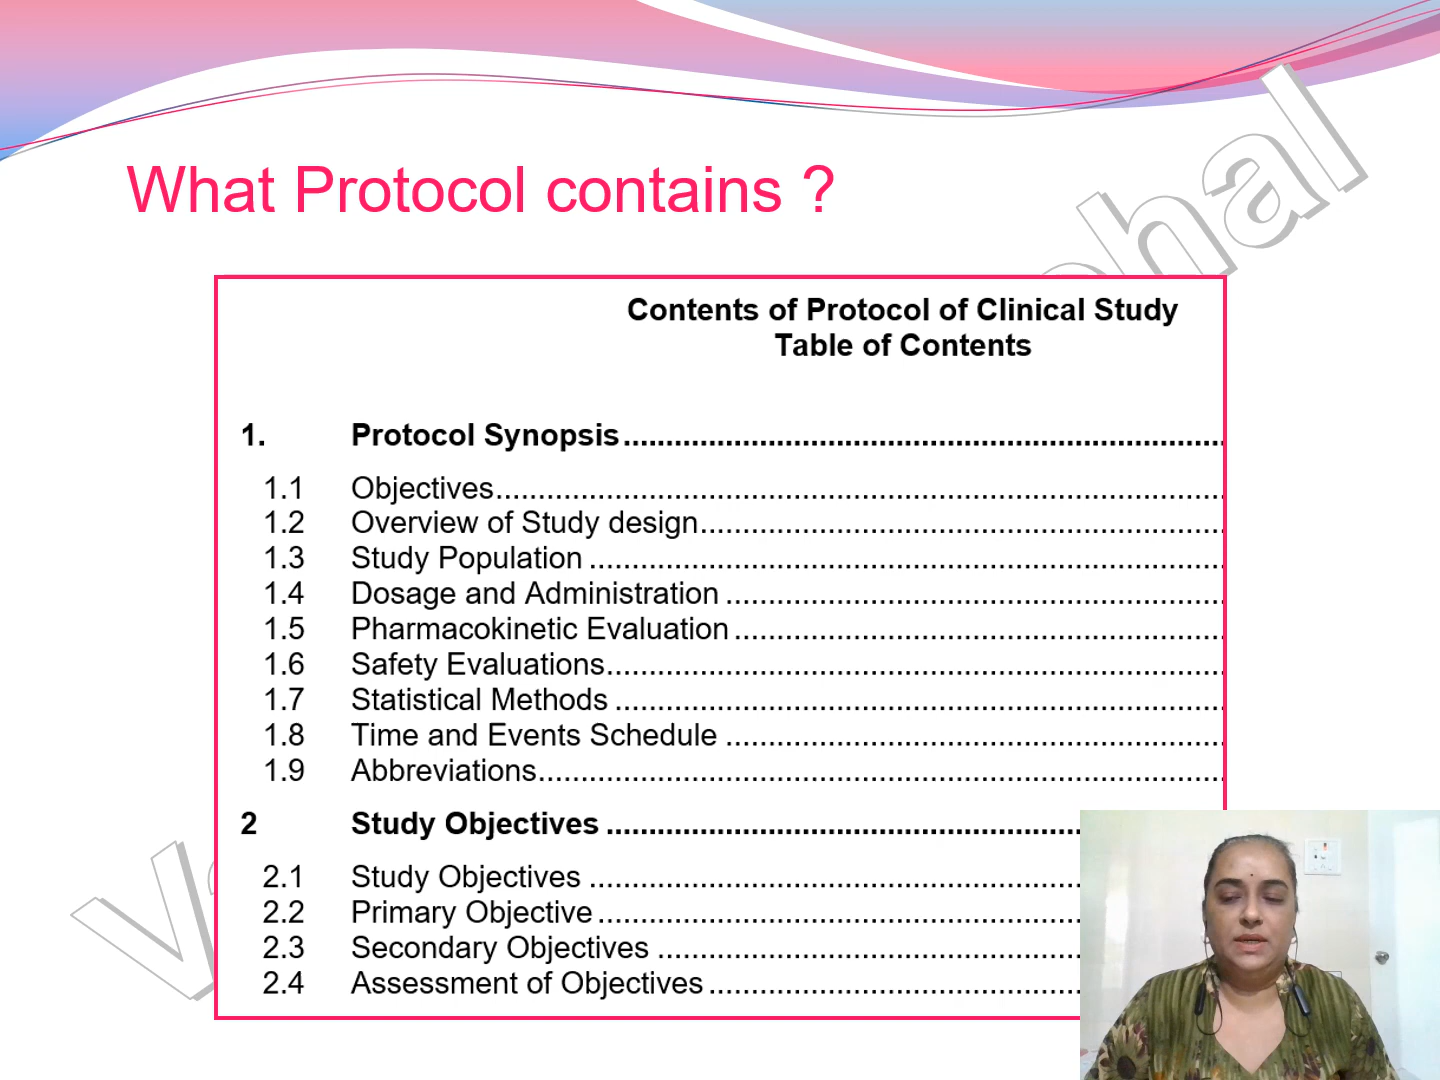 What Protocol contains ?
Contents of Protocol of Clinical Study
Table of Contents
1. Protocol Synopsis
1.1 Objectives
1.2 Overview of Study design
1.3 Study Population
1.4 Dosage and Administration
1.5 Pharmacokinetic Evaluation
1.6 Safety Evaluations
1.7 Statistical Methods
1.8 Time and Events Schedule
1.9 Abbreviations
2 Study Objectives
2.1 Study Objectives
2.2 Primary Objective
2.3 Secondary Objectives
2.4 Assessment of Objectives